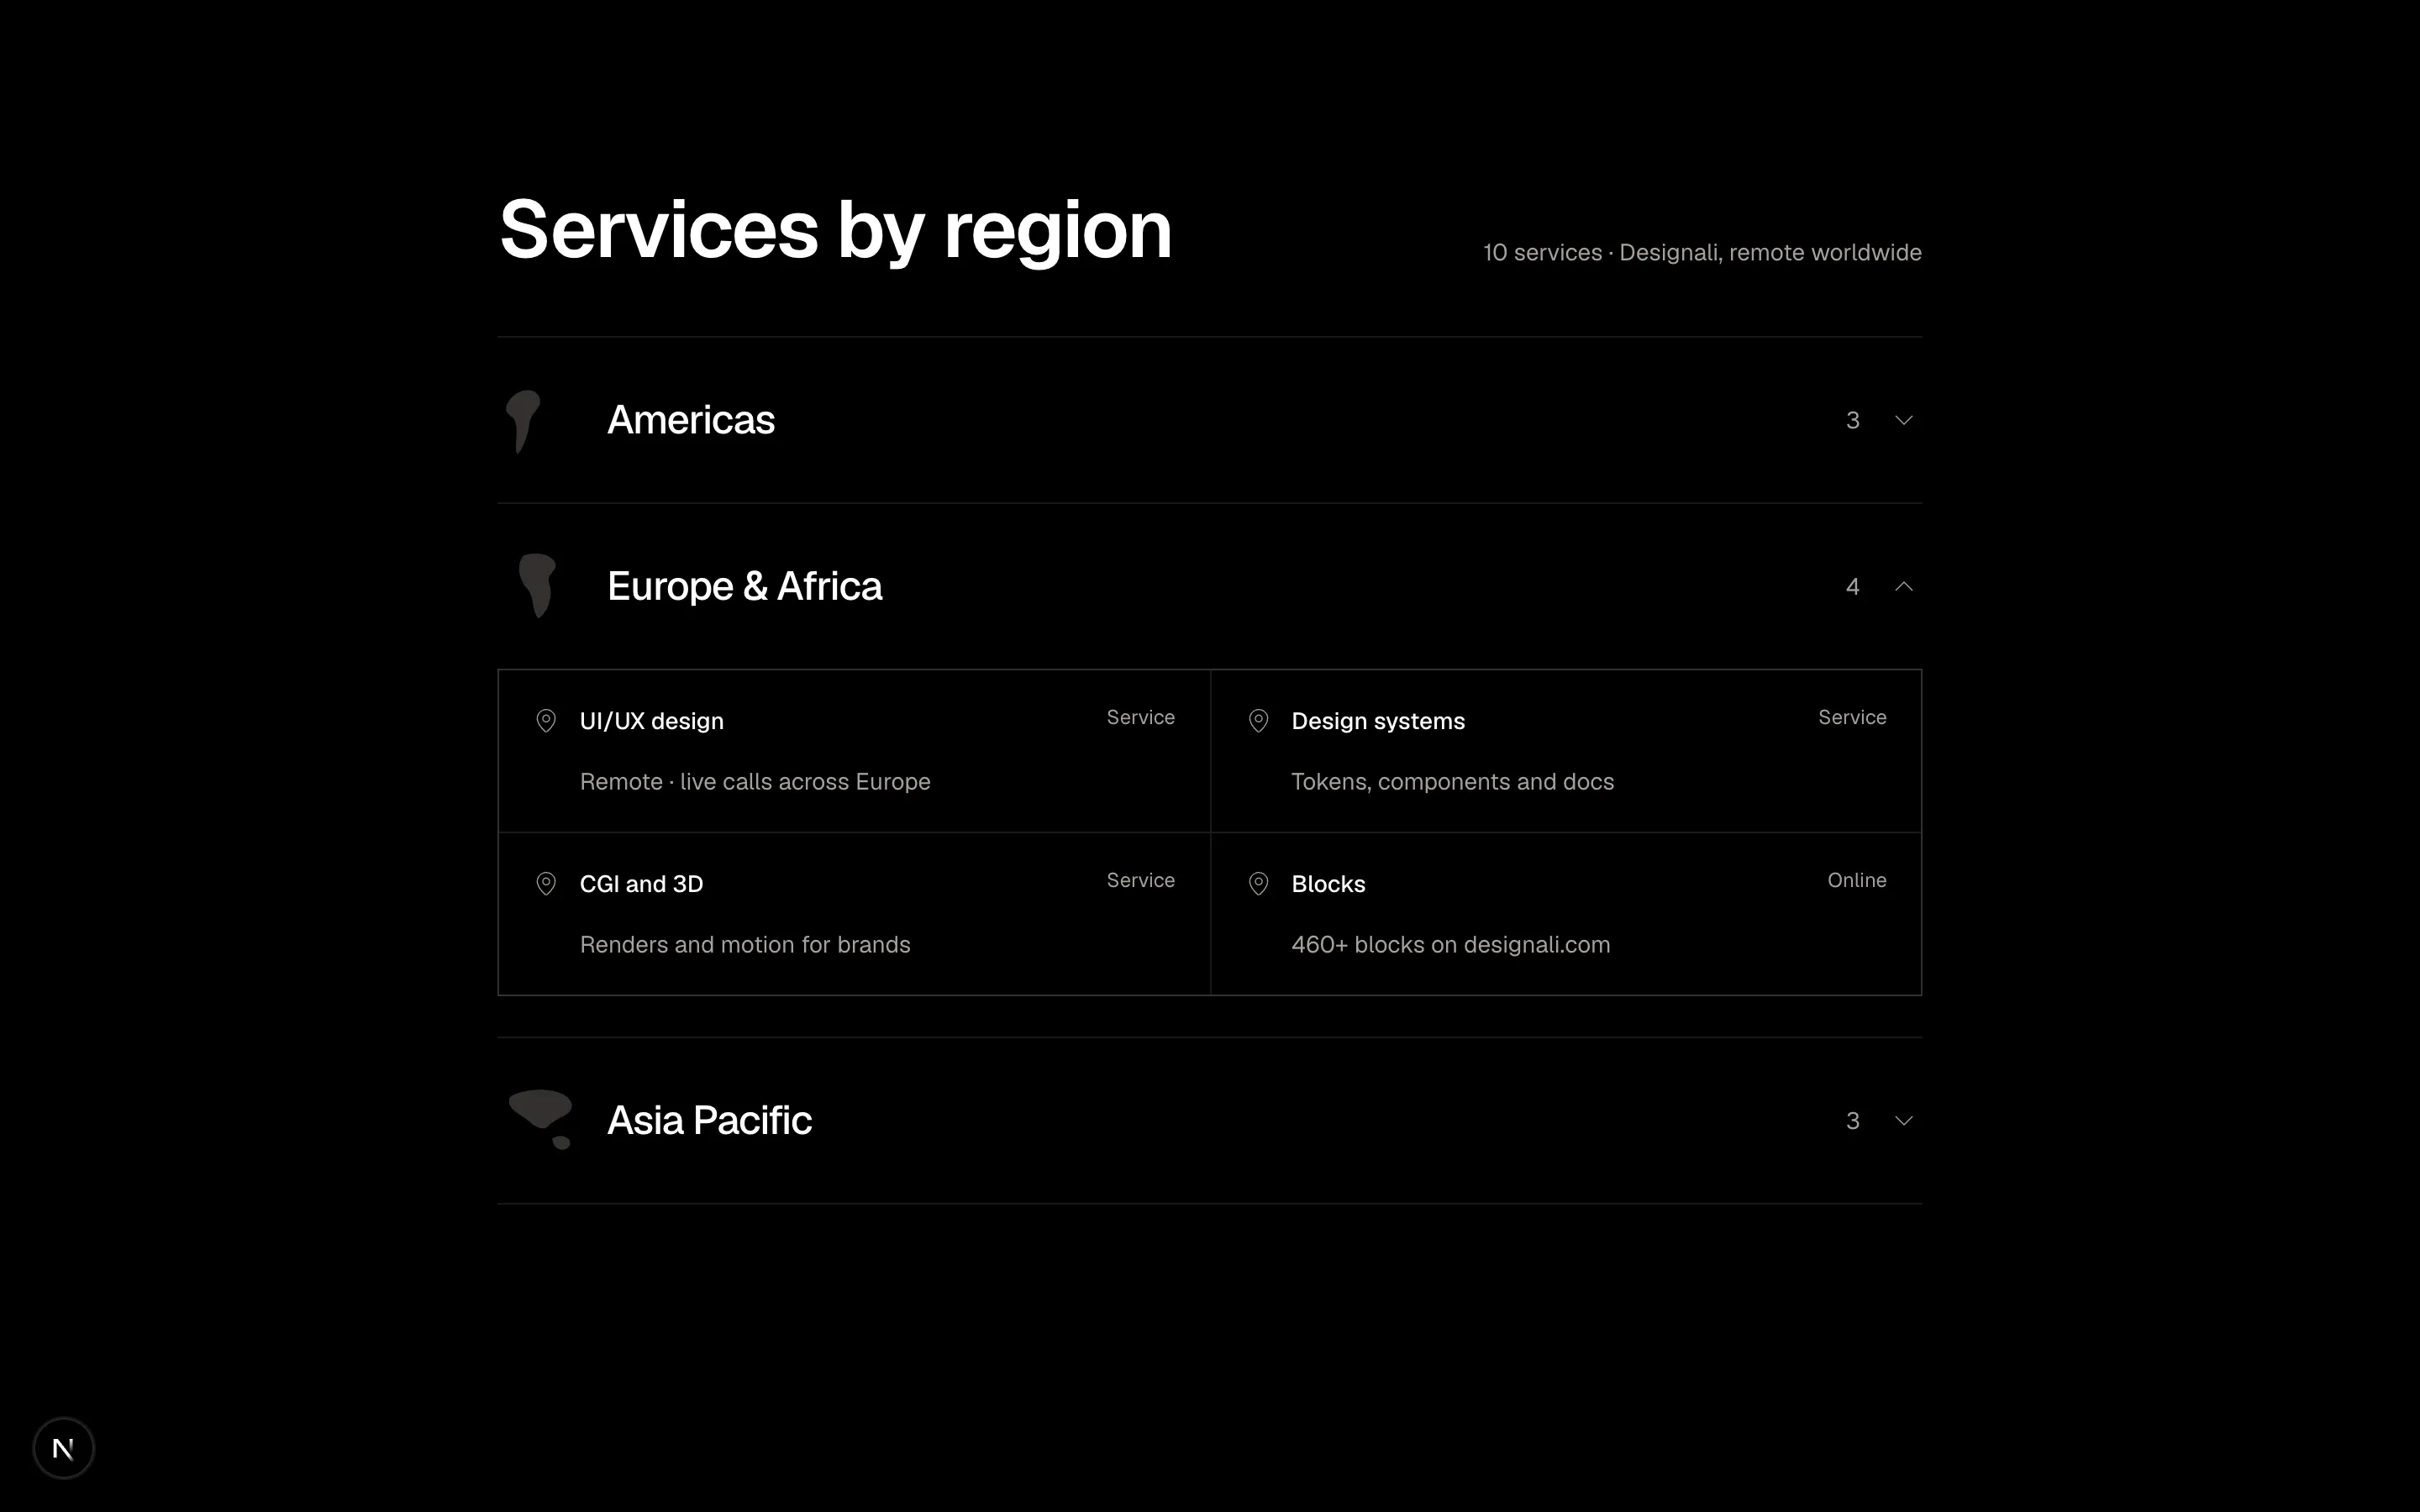 Services by region
10 services · Designali, remote worldwide
Americas
3
Europe & Africa
4
UI/UX design
Service
Remote · live calls across Europe
Design systems
Service
Tokens, components and docs
CGI and 3D
Service
Renders and motion for brands
Blocks
Online
460+ blocks on designali.com
Asia Pacific
3
N